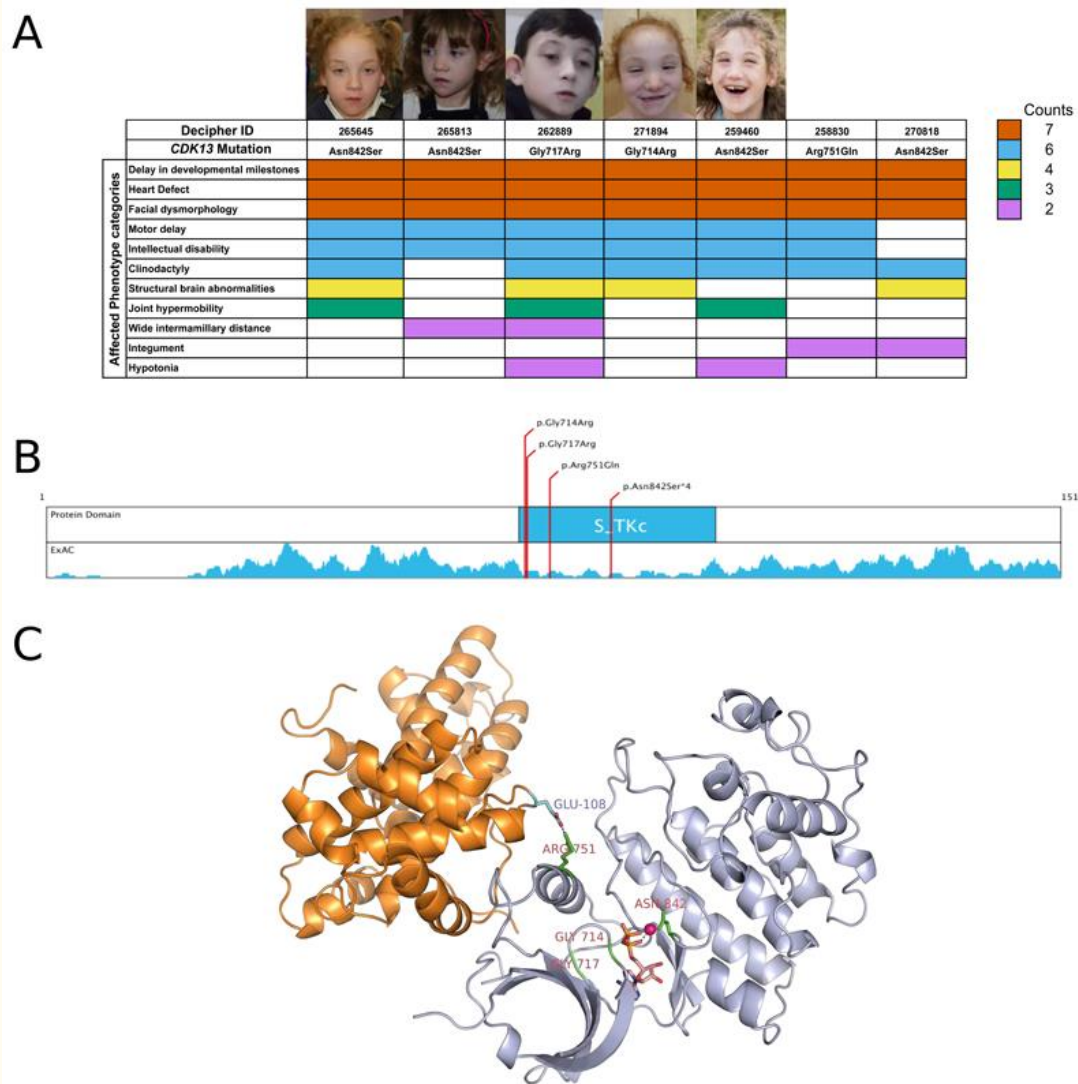 A
Counts
Decipher ID 265645 265813 262889 271894 259460 258830 270818
CDK13 Mutation Asn842Ser Asn842Ser Gly717Arg Gly714Arg Asn842Ser Arg751Gln Asn842Ser
7
6
4
3
2
Affected Phenotype categories
Delay in developmental milestones
Heart Defect
Facial dysmorphology
Motor delay
Intellectual disability
Clinodactyly
Structural brain abnormalities
Joint hypermobility
Wide intermamillary distance
Integument
Hypotonia
B
p.Gly714Arg
p.Gly717Arg
p.Arg751Gln
p.Asn842Ser*4
1 151
Protein Domain
S_TKc
ExAC
C
GLU-108
ARG 751
ASN 842
GLY 714
717